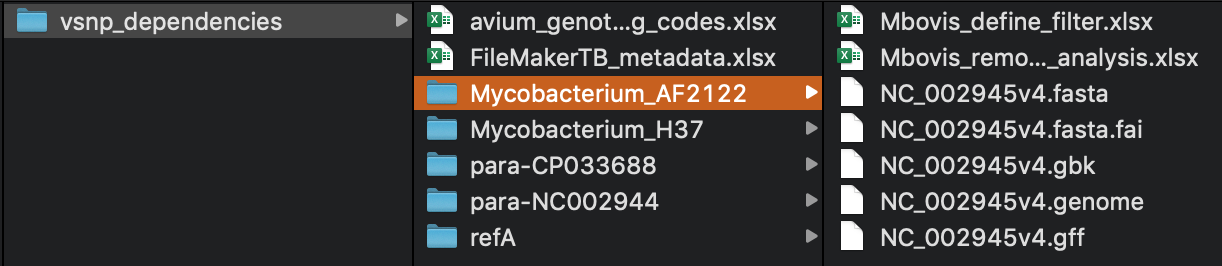 vsnp_dependencies
avium_genot...g_codes.xlsx
FileMakerTB_metadata.xlsx
Mycobacterium_AF2122
Mycobacterium_H37
para-CP033688
para-NC002944
refA
Mbovis_define_filter.xlsx
Mbovis_remo..._analysis.xlsx
NC_002945v4.fasta
NC_002945v4.fasta.fai
NC_002945v4.gbk
NC_002945v4.genome
NC_002945v4.gff